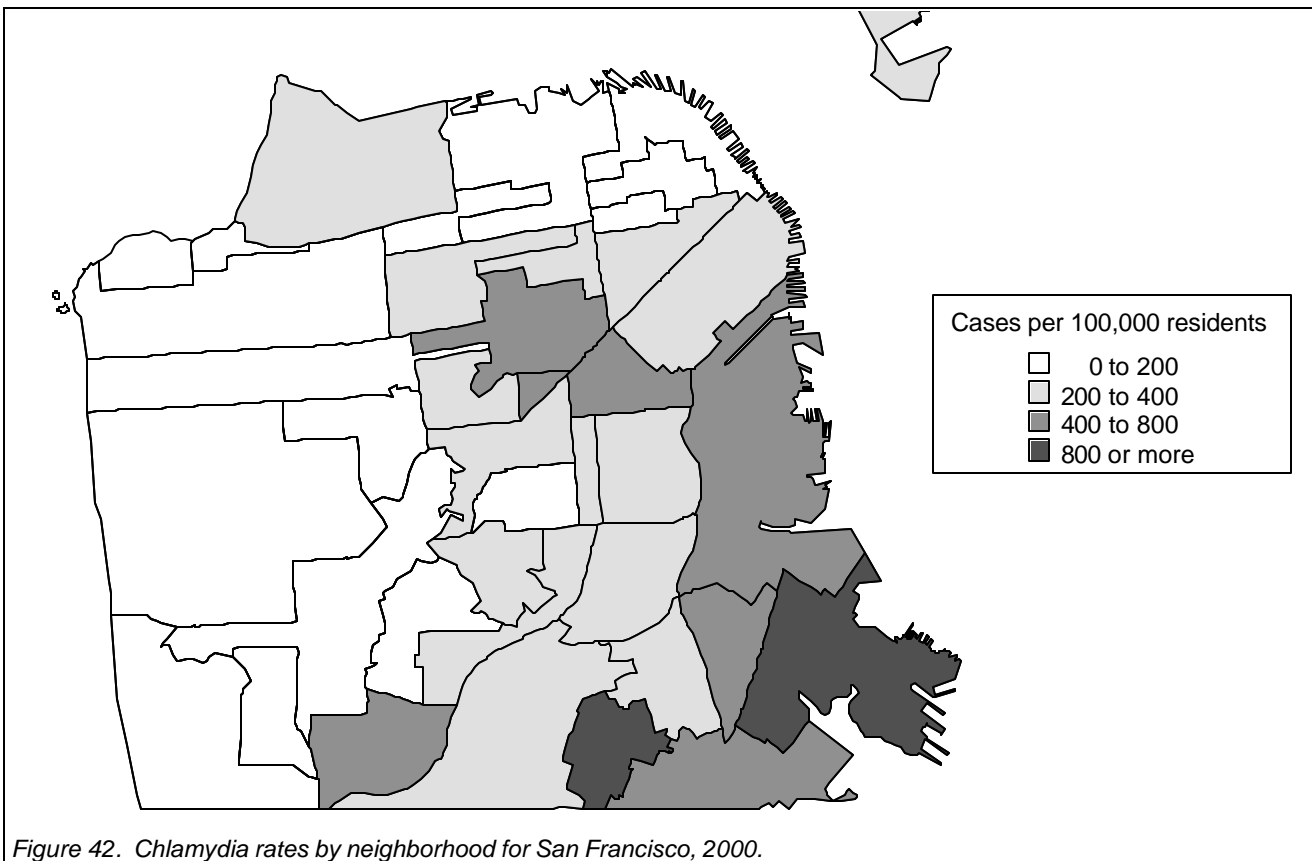 Cases per 100,000 residents
0 to 200
200 to 400
400 to 800
800 or more
Figure 42. Chlamydia rates by neighborhood for San Francisco, 2000.